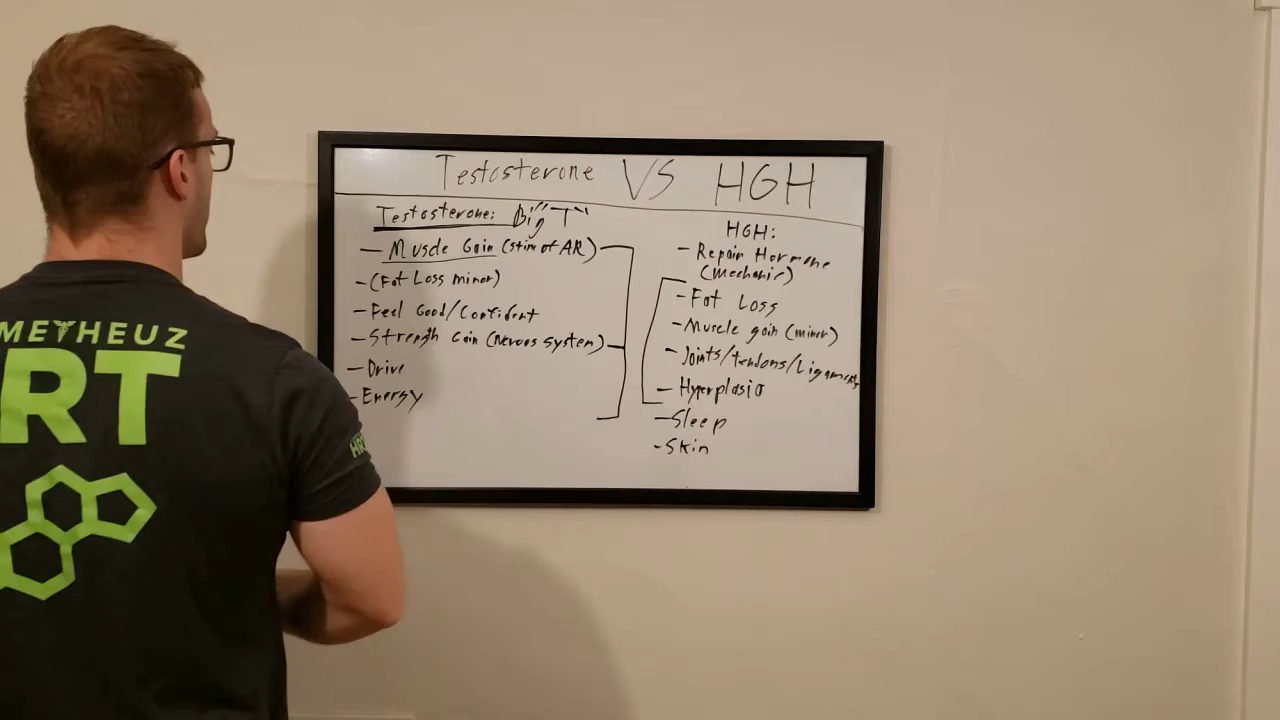 Testosterone VS HGH
Testosterone: "Big T"
- Muscle Gain (stim of AR)
- (Fat Loss minor)
- Feel Good/Confident
- Strength Gain (Nervous System)
- Drive
- Energy
HGH:
- Repair Hormone
(mechanic)
- Fat Loss
- Muscle gain (minor)
- Joints/tendons/Ligaments
- Hyperplasia
- Sleep
- Skin
METHEUZ
RT
HRT